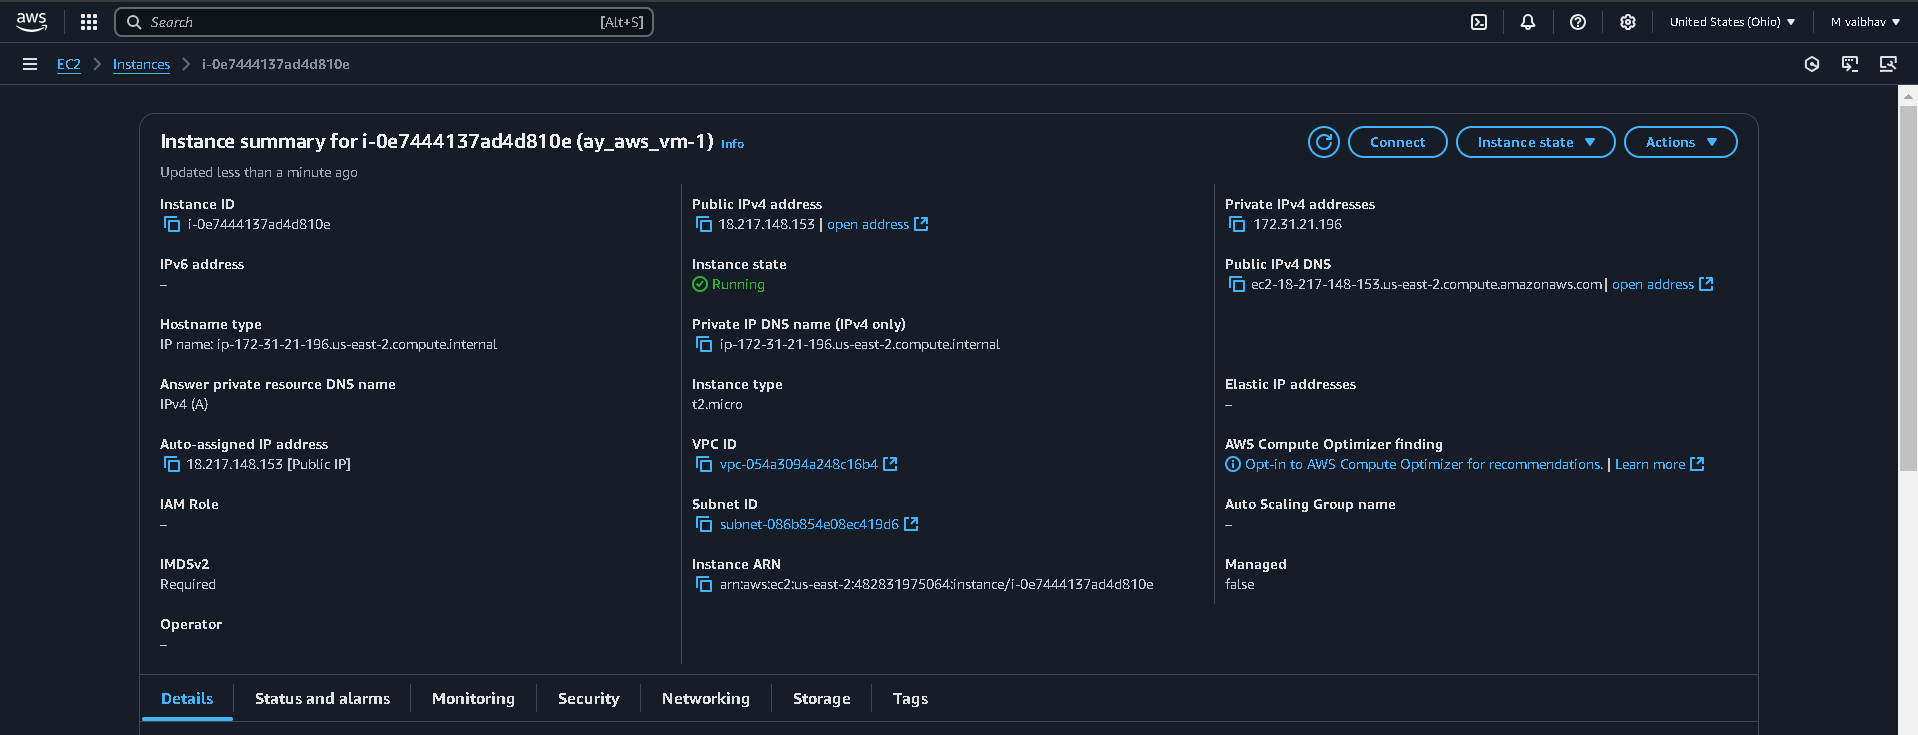 aws
Search [Alt+S]
United States (Ohio)
M vaibhav
EC2 Instances i-0e7444137ad4d810e
Instance summary for i-0e7444137ad4d810e (ay_aws_vm-1) Info
Connect
Instance state
Actions
Updated less than a minute ago
Instance ID
i-0e7444137ad4d810e
Public IPv4 address
18.217.148.153 | open address
Private IPv4 addresses
172.31.21.196
IPv6 address
–
Instance state
Running
Public IPv4 DNS
ec2-18-217-148-153.us-east-2.compute.amazonaws.com | open address
Hostname type
IP name: ip-172-31-21-196.us-east-2.compute.internal
Private IP DNS name (IPv4 only)
ip-172-31-21-196.us-east-2.compute.internal
Answer private resource DNS name
IPv4 (A)
Instance type
t2.micro
Elastic IP addresses
–
Auto-assigned IP address
18.217.148.153 [Public IP]
VPC ID
vpc-054a3094a248c16b4
AWS Compute Optimizer finding
Opt-in to AWS Compute Optimizer for recommendations. | Learn more
IAM Role
–
Subnet ID
subnet-086b854e08ec419d6
Auto Scaling Group name
–
IMDSv2
Required
Instance ARN
arn:aws:ec2:us-east-2:482831975064:instance/i-0e7444137ad4d810e
Managed
false
Operator
–
Details
Status and alarms
Monitoring
Security
Networking
Storage
Tags